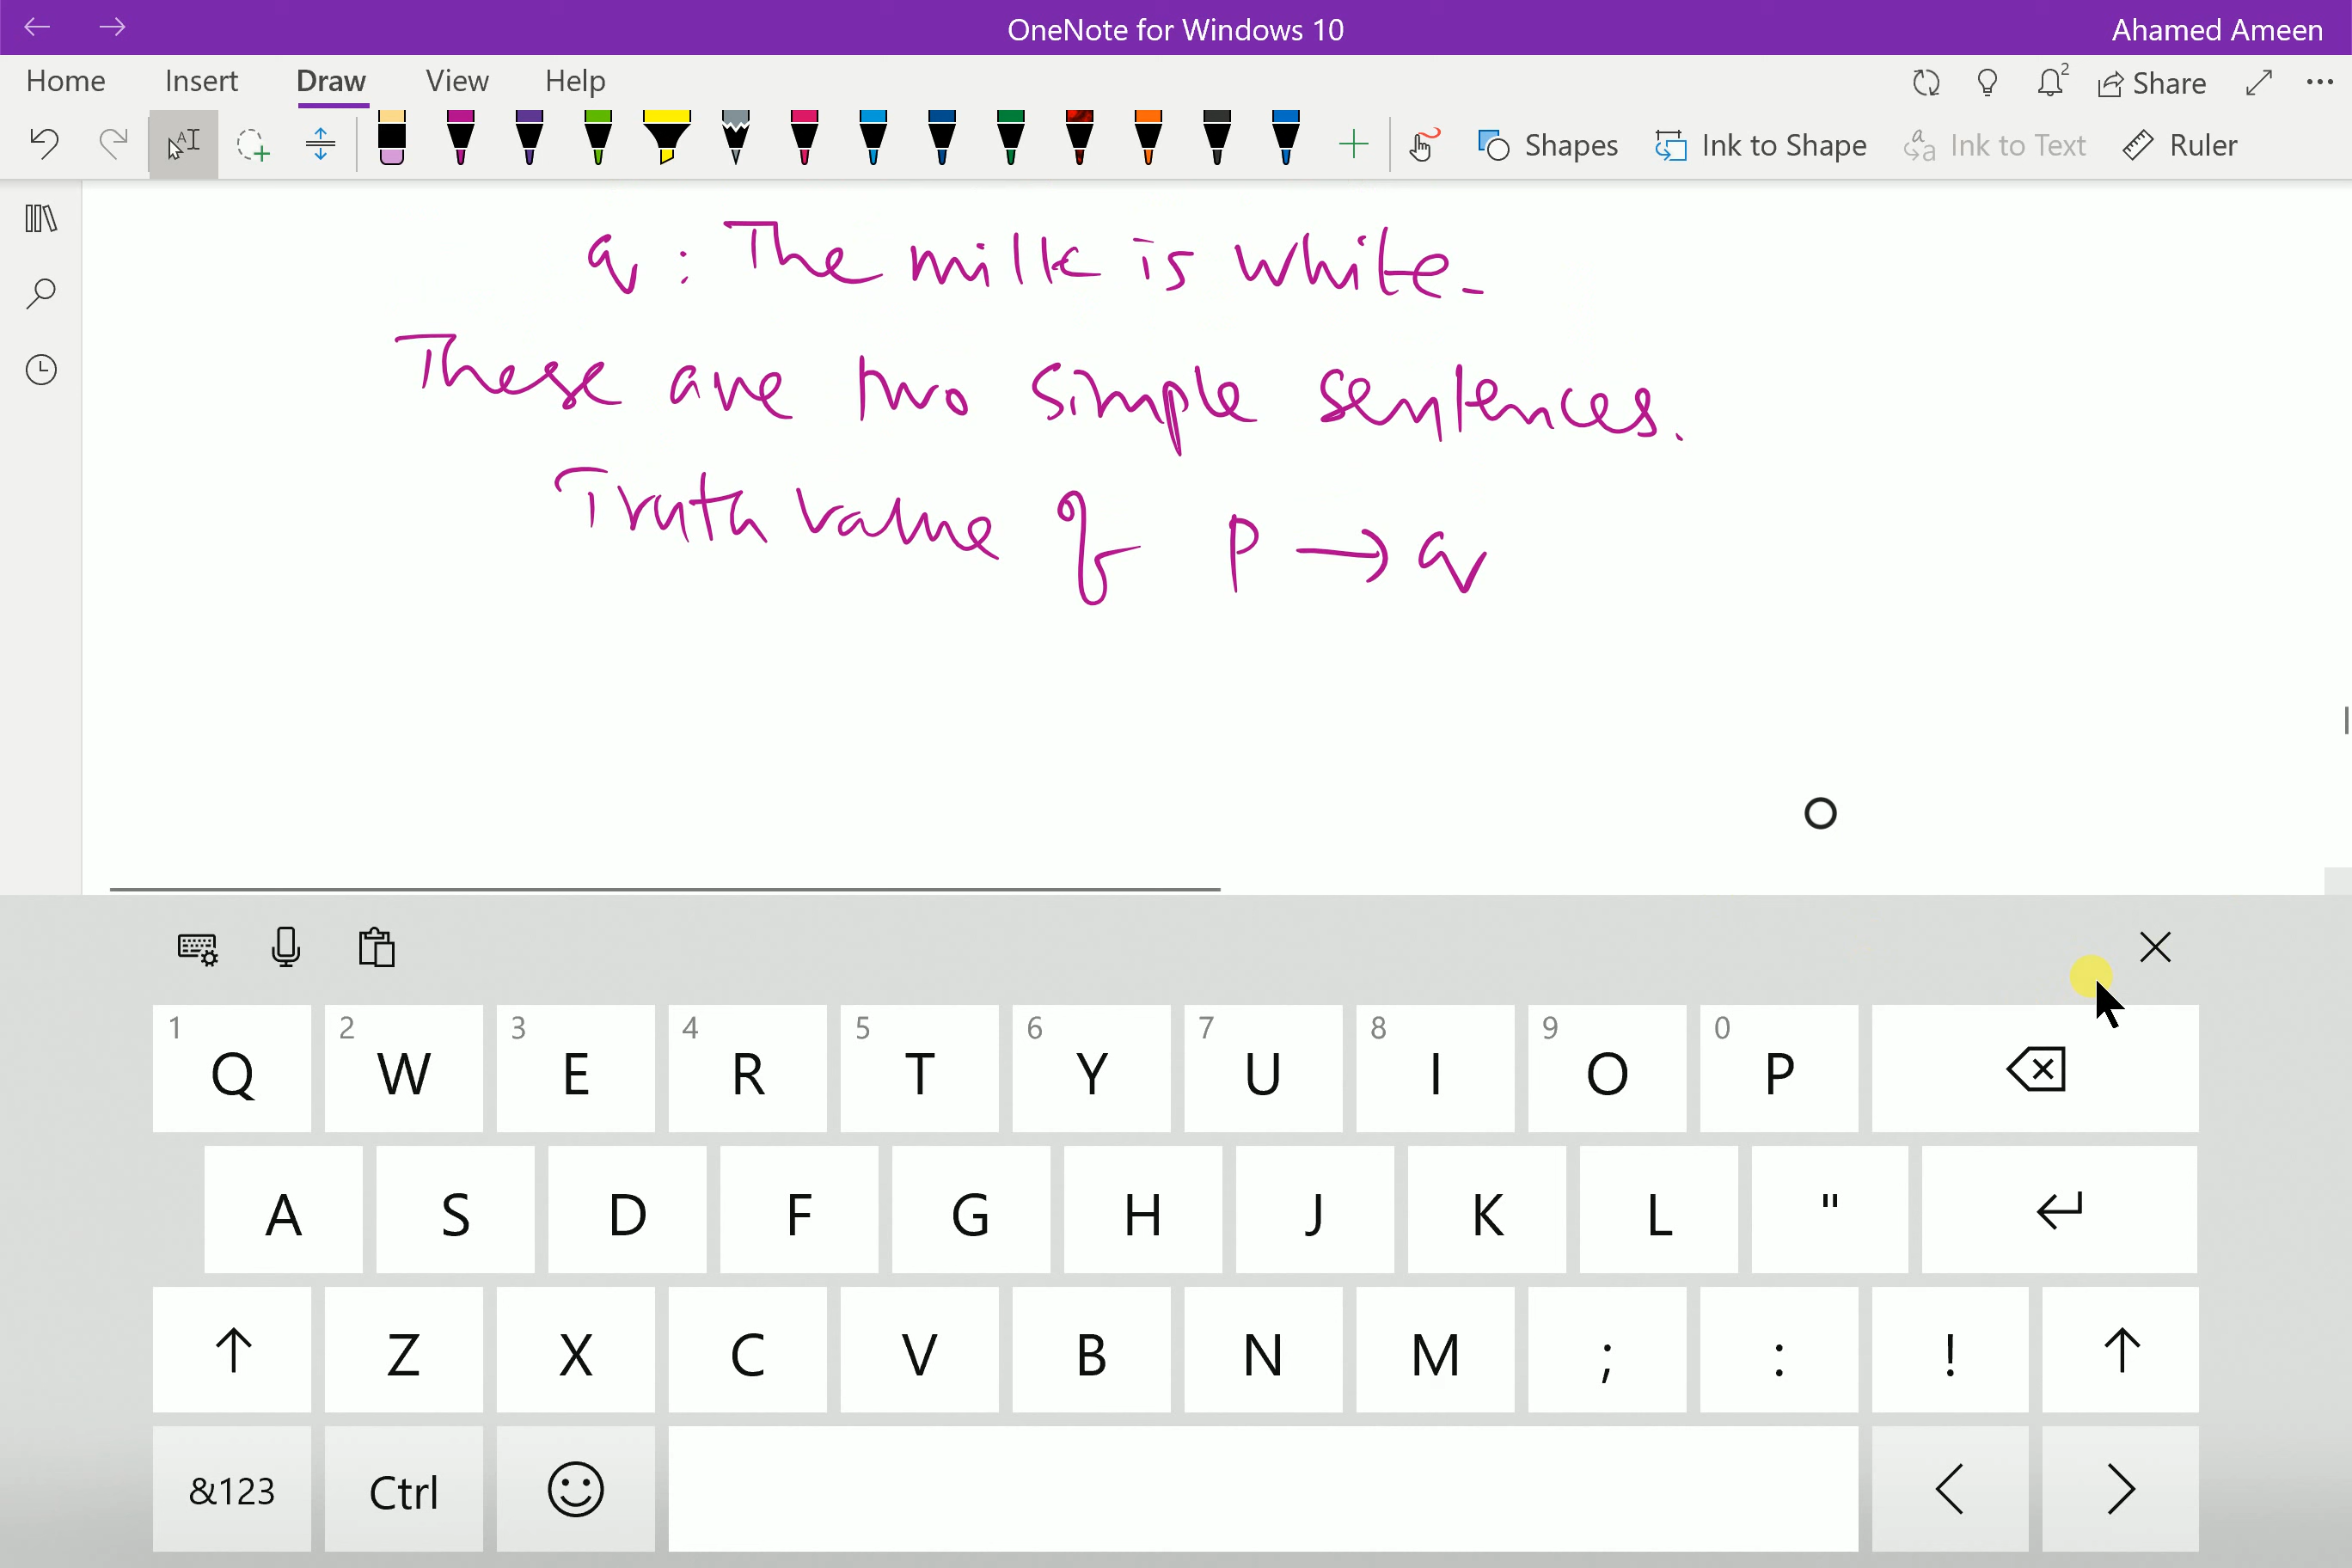 OneNote for Windows 10
Ahamed Ameen
Home Insert Draw View Help
2 Share
Shapes Ink to Shape Ink to Text Ruler
q : The milk is white.
These are two simple sentences.
Truth value of P → q
1 Q 2 W 3 E 4 R 5 T 6 Y 7 U 8 I 9 O 0 P
A S D F G H J K L "
Z X C V B N M ; : !
&123 Ctrl